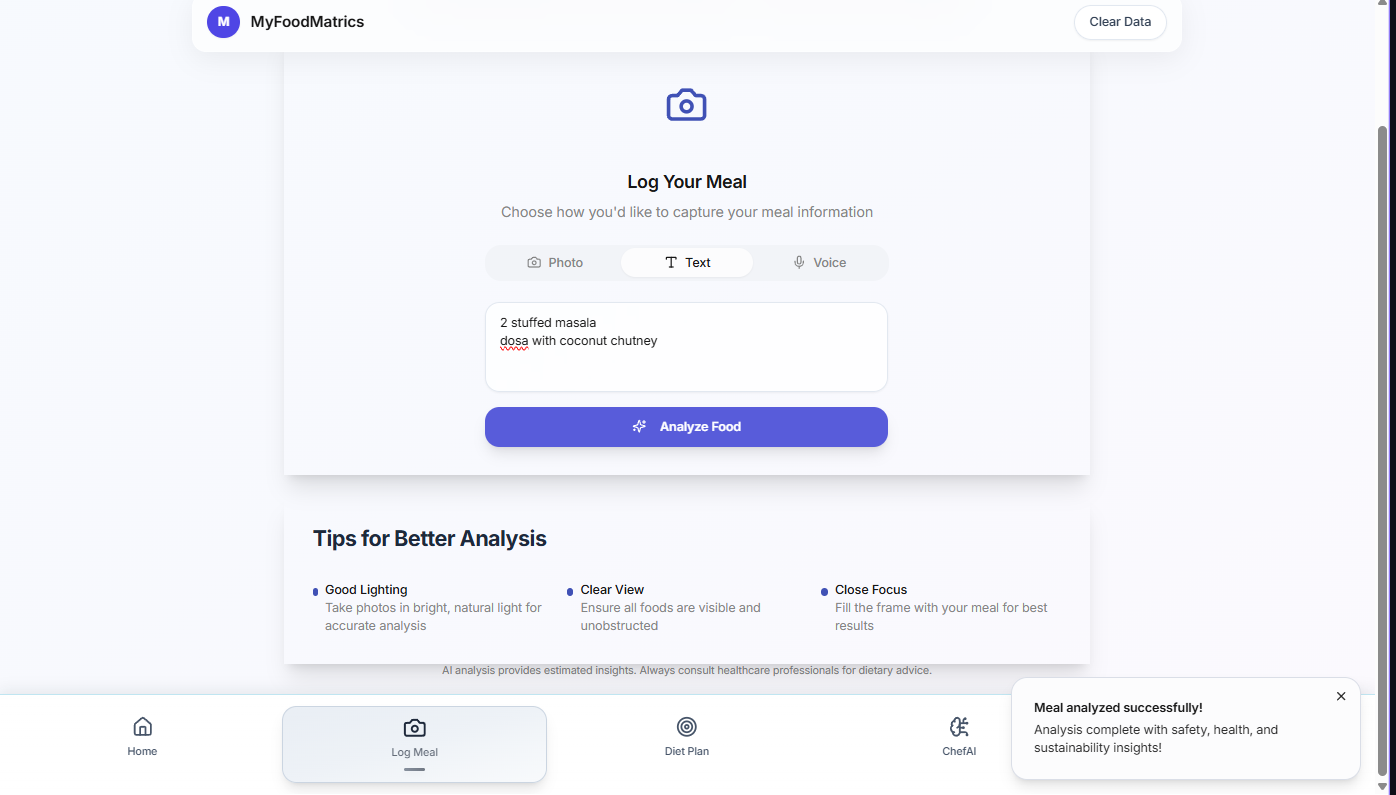 M MyFoodMatrics
Clear Data
Log Your Meal
Choose how you'd like to capture your meal information
Photo
Text
Voice
2 stuffed masala
dosa with coconut chutney
Analyze Food
Tips for Better Analysis
Good Lighting
Take photos in bright, natural light for
accurate analysis
Clear View
Ensure all foods are visible and
unobstructed
Close Focus
Fill the frame with your meal for best
results
AI analysis provides estimated insights. Always consult healthcare professionals for dietary advice.
Home
Log Meal
Diet Plan
ChefAI
Meal analyzed successfully!
Analysis complete with safety, health, and
sustainability insights!